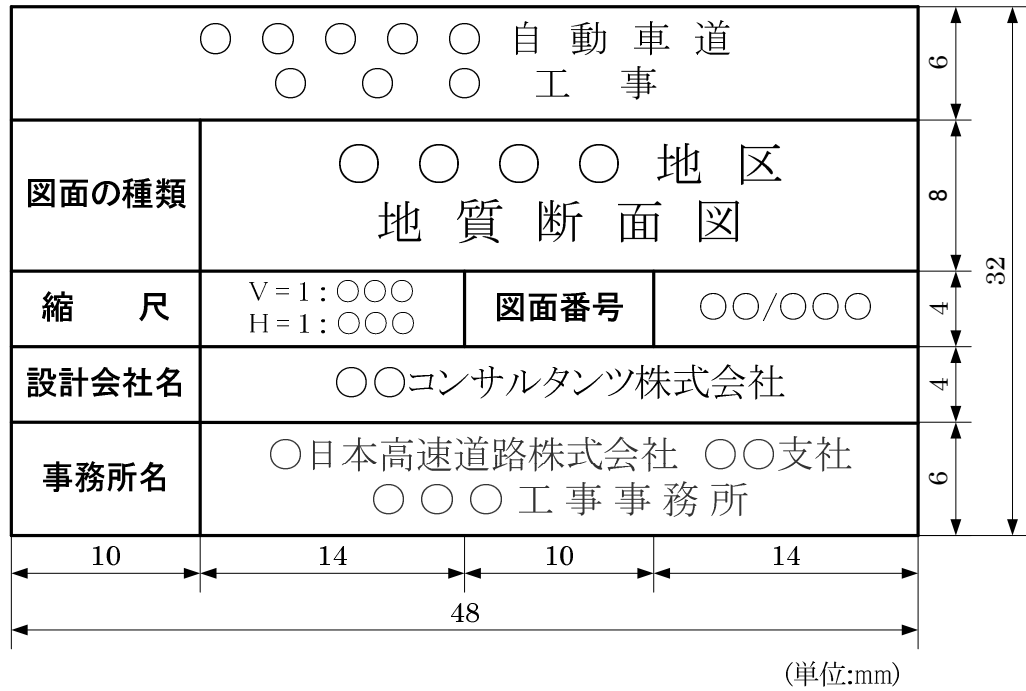 ○○○○○自動車道
○○○工事
6
図面の種類
○○○○地区
地質断面図
8
32
縮　尺
V=1:○○○
H=1:○○○
図面番号
○○/○○○
4
設計会社名
○○コンサルタンツ株式会社
4
事務所名
○日本高速道路株式会社　○○支社
○○○工事事務所
6
10
14
10
14
48
(単位:mm)